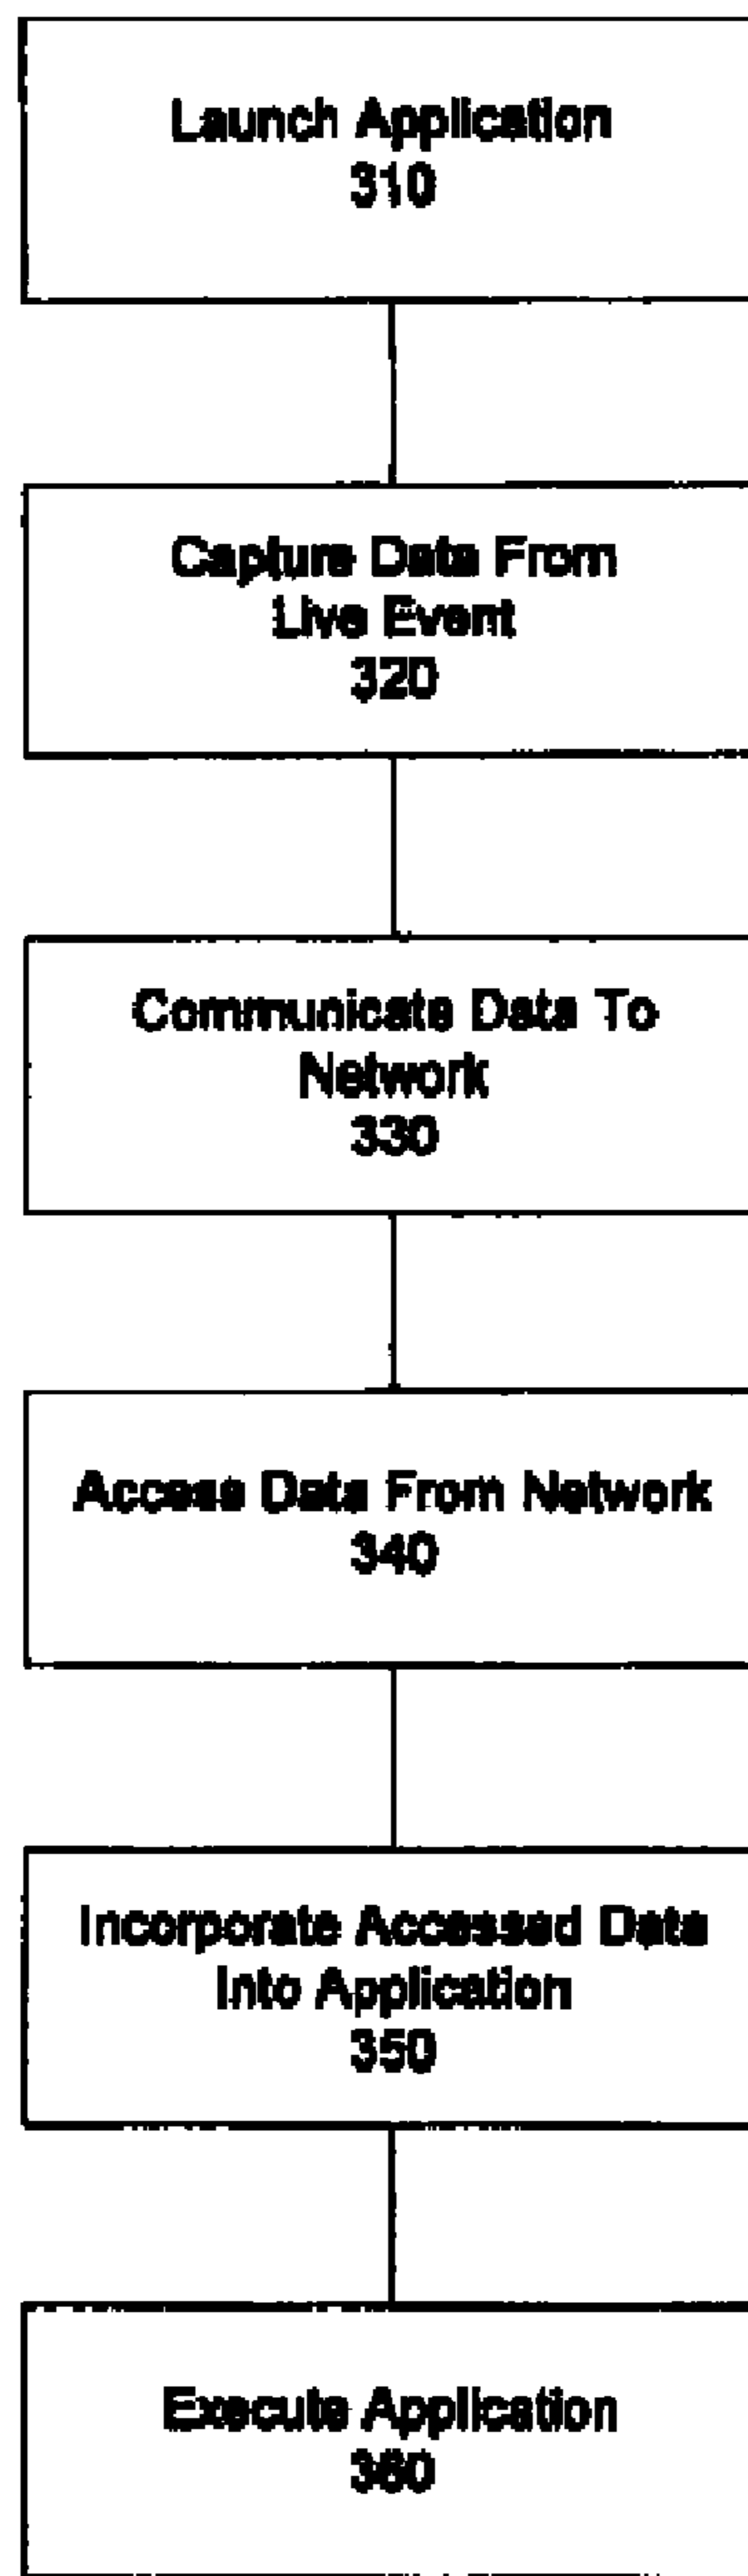 Launch Application
310
Capture Data From
Live Event
320
Communicate Data To
Network
330
Access Data From Network
340
Incorporate Accessed Data
Into Application
350
Execute Application
360